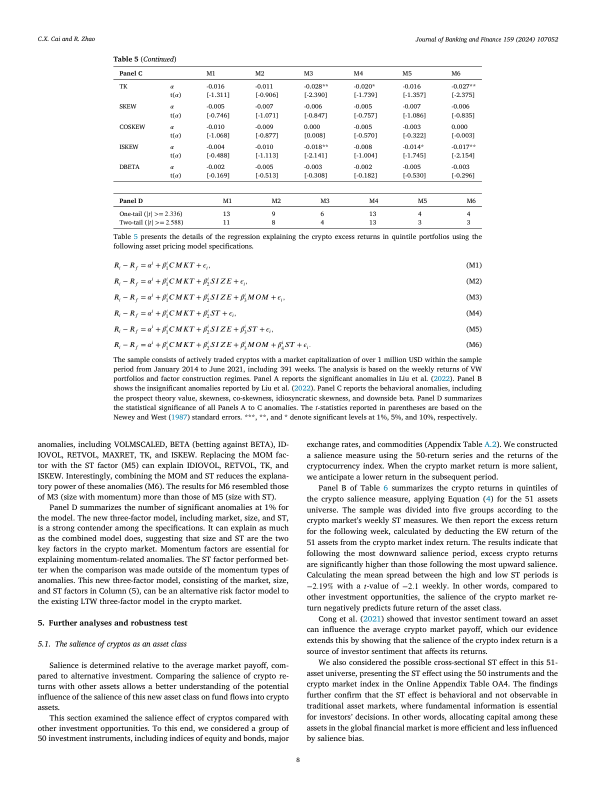 C.X. Cai and R. Zhao
Journal of Banking and Finance 159 (2024) 107052
Table 5 (Continued)
Panel C M1 M2 M3 M4 M5 M6
TK α -0.016 -0.011 -0.028** -0.020* -0.016 -0.027**
t(α) [-1.311] [-0.906] [-2.390] [-1.739] [-1.357] [-2.375]
SKEW α -0.005 -0.007 -0.006 -0.005 -0.007 -0.006
t(α) [-0.746] [-1.071] [-0.847] [-0.757] [-1.086] [-0.835]
COSKEW α -0.010 -0.009 0.000 -0.005 -0.003 0.000
t(α) [-1.068] [-0.877] [0.008] [-0.570] [-0.322] [-0.003]
ISKEW α -0.004 -0.010 -0.018** -0.008 -0.014* -0.017**
t(α) [-0.488] [-1.113] [-2.141] [-1.004] [-1.745] [-2.154]
DBETA α -0.002 -0.005 -0.003 -0.002 -0.005 -0.003
t(α) [-0.169] [-0.513] [-0.308] [-0.182] [-0.530] [-0.296]
Panel D M1 M2 M3 M4 M5 M6
One-tail (|t| >= 2.336) 13 9 6 13 4 4
Two-tail (|t| >= 2.588) 11 8 4 13 3 3
Table 5 presents the details of the regression explaining the crypto excess returns in quintile portfolios using the
following asset pricing model specifications.
R_i − R_f = α^i + β^i_1 CMKT + ε_i, (M1)
R_i − R_f = α^i + β^i_1 CMKT + β^i_2 SIZE + ε_i, (M2)
R_i − R_f = α^i + β^i_1 CMKT + β^i_2 SIZE + β^i_3 MOM + ε_i, (M3)
R_i − R_f = α^i + β^i_1 CMKT + β^i_2 ST + ε_i, (M4)
R_i − R_f = α^i + β^i_1 CMKT + β^i_2 SIZE + β^i_3 ST + ε_i, (M5)
R_i − R_f = α^i + β^i_1 CMKT + β^i_2 SIZE + β^i_3 MOM + β^i_4 ST + ε_i. (M6)
The sample consists of actively traded cryptos with a market capitalization of over 1 million USD within the sample
period from January 2014 to June 2021, including 391 weeks. The analysis is based on the weekly returns of VW
portfolios and factor construction regimes. Panel A reports the significant anomalies in Liu et al. (2022). Panel B
shows the insignificant anomalies reported by Liu et al. (2022). Panel C reports the behavioral anomalies, including
the prospect theory value, skewness, co-skewness, idiosyncratic skewness, and downside beta. Panel D summarizes
the statistical significance of all Panels A to C anomalies. The t-statistics reported in parentheses are based on the
Newey and West (1987) standard errors. ***, **, and * denote significant levels at 1%, 5%, and 10%, respectively.
anomalies, including VOLMSCALED, BETA (betting against BETA), ID-
IOVOL, RETVOL, MAXRET, TK, and ISKEW. Replacing the MOM fac-
tor with the ST factor (M5) can explain IDIOVOL, RETVOL, TK, and
ISKEW. Interestingly, combining the MOM and ST reduces the explana-
tory power of these anomalies (M6). The results for M6 resembled those
of M3 (size with momentum) more than those of M5 (size with ST).
Panel D summarizes the number of significant anomalies at 1% for
the model. The new three-factor model, including market, size, and ST,
is a strong contender among the specifications. It can explain as much
as the combined model does, suggesting that size and ST are the two
key factors in the crypto market. Momentum factors are essential for
explaining momentum-related anomalies. The ST factor performed bet-
ter when the comparison was made outside of the momentum types of
anomalies. This new three-factor model, consisting of the market, size,
and ST factors in Column (5), can be an alternative risk factor model to
the existing LTW three-factor model in the crypto market.
5. Further analyses and robustness test
5.1. The salience of cryptos as an asset class
Salience is determined relative to the average market payoff, com-
pared to alternative investment. Comparing the salience of crypto re-
turns with other assets allows a better understanding of the potential
influence of the salience of this new asset class on fund flows into crypto
assets.
This section examined the salience effect of cryptos compared with
other investment opportunities. To this end, we considered a group of
50 investment instruments, including indices of equity and bonds, major
exchange rates, and commodities (Appendix Table A.2). We constructed
a salience measure using the 50-return series and the returns of the
cryptocurrency index. When the crypto market return is more salient,
we anticipate a lower return in the subsequent period.
Panel B of Table 6 summarizes the crypto returns in quintiles of
the crypto salience measure, applying Equation (4) for the 51 assets
universe. The sample was divided into five groups according to the
crypto market's weekly ST measures. We then report the excess return
for the following week, calculated by deducting the EW return of the
51 assets from the crypto market index return. The results indicate that
following the most downward salience period, excess crypto returns
are significantly higher than those following the most upward salience.
Calculating the mean spread between the high and low ST periods is
−2.19% with a t-value of −2.1 weekly. In other words, compared to
other investment opportunities, the salience of the crypto market re-
turn negatively predicts future return of the asset class.
Cong et al. (2021) showed that investor sentiment toward an asset
can influence the average crypto market payoff, which our evidence
extends this by showing that the salience of the crypto index return is a
source of investor sentiment that affects its returns.
We also considered the possible cross-sectional ST effect in this 51-
asset universe, presenting the ST effect using the 50 instruments and the
crypto market index in the Online Appendix Table OA4. The findings
further confirm that the ST effect is behavioral and not observable in
traditional asset markets, where fundamental information is essential
for investors' decisions. In other words, allocating capital among these
assets in the global financial market is more efficient and less influenced
by salience bias.
8